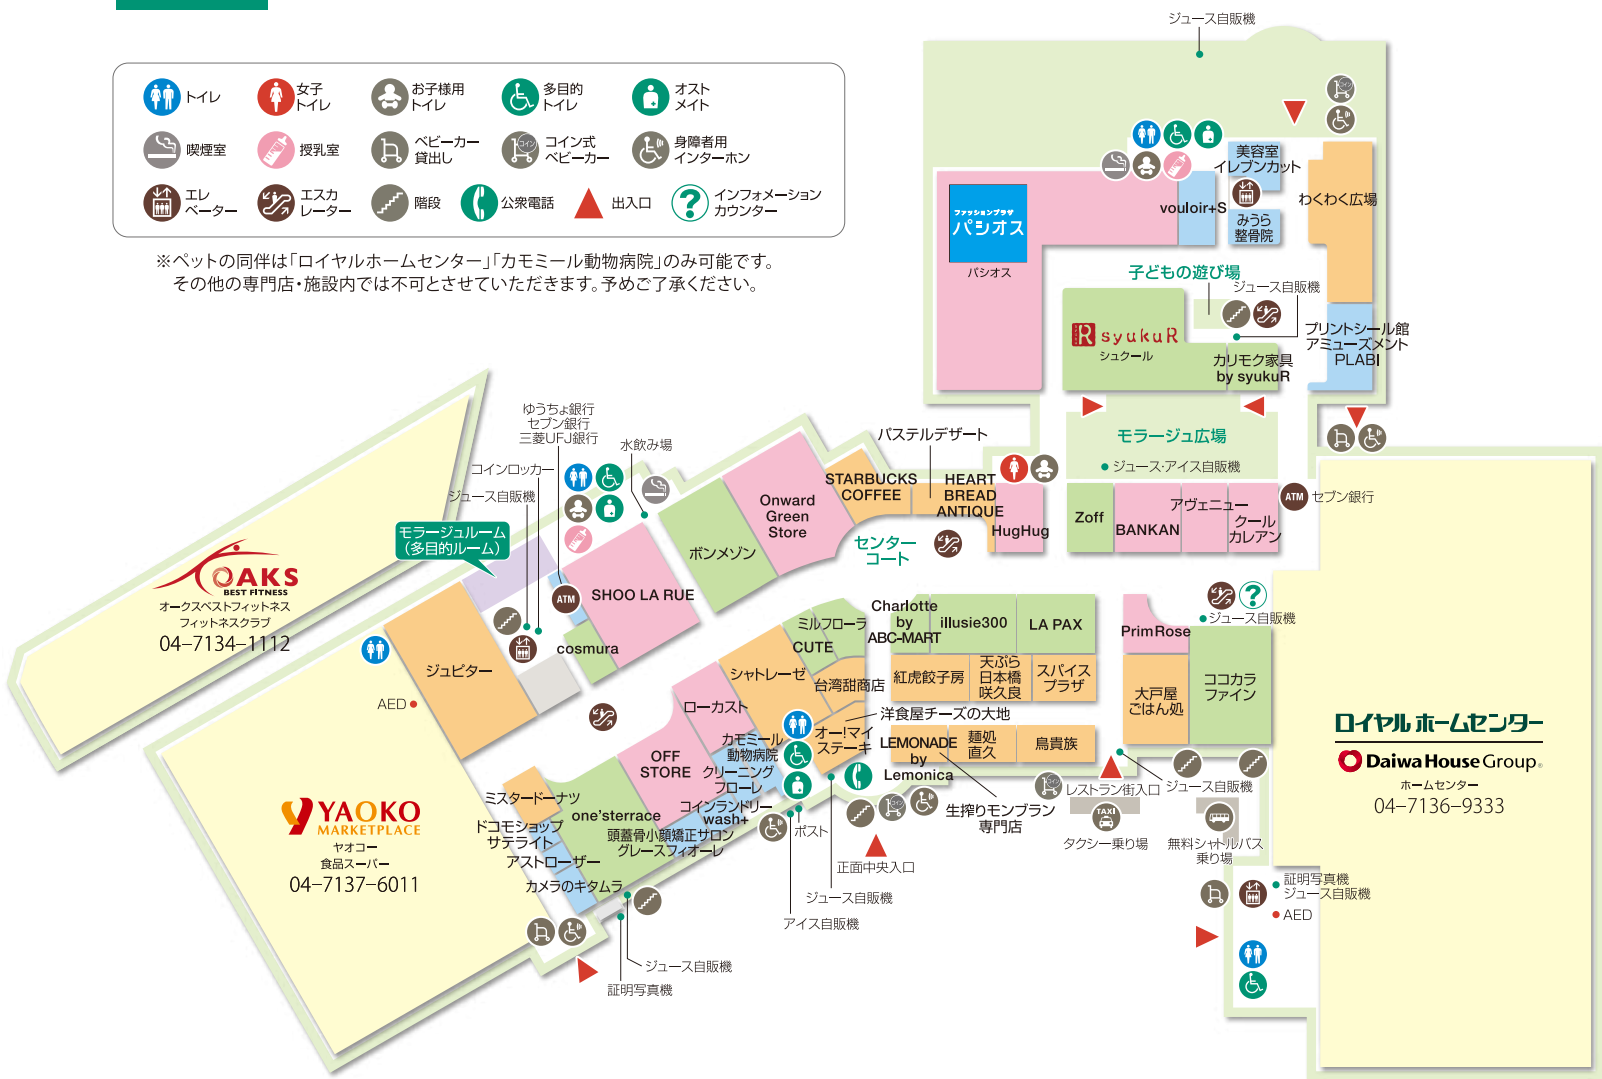 トイレ
女子
トイレ
お子様用
トイレ
多目的
トイレ
オスト
メイト
喫煙室
授乳室
ベビーカー
貸出し
コイン
コイン式
ベビーカー
身障者用
インターホン
エレ
ベーター
エスカ
レーター
階段
公衆電話
出入口
?
インフォメーション
カウンター
※ペットの同伴は「ロイヤルホームセンター」「カモミール動物病院」のみ可能です。
その他の専門店・施設内では不可とさせていただきます。予めご了承ください。
ジュース自販機
コイン
美容室
イレブンカット
わくわく広場
vouloir+S
みうら
整骨院
ファッションプラザ
パシオス
パシオス
子どもの遊び場
ジュース自販機
R syukuR
シュクール
カリモク家具
by syukuR
プリントシール館
アミューズメント
PLABI
モラージュ広場
ジュース・アイス自販機
ATM
セブン銀行
パステルデザート
STARBUCKS
COFFEE
HEART
BREAD
ANTIQUE
HugHug
Zoff
BANKAN
アヴェニュー
クール
カレアン
センター
コート
ゆうちょ銀行
セブン銀行
三菱UFJ銀行
水飲み場
コインロッカー
ジュース自販機
モラージュルーム
(多目的ルーム)
Onward
Green
Store
ボンメゾン
SHOO LA RUE
ATM
cosmura
OAKS
BEST FITNESS
オークスベストフィットネス
フィットネスクラブ
04-7134-1112
ジュピター
AED
YAOKO
MARKETPLACE
ヤオコー
食品スーパー
04-7137-6011
ミルフローラ
CUTE
シャトレーゼ
台湾甜商店
ローカスト
洋食屋チーズの大地
オー!マイ
ステーキ
カモミール
動物病院
OFF
STORE
クリーニング
フローレ
コインランドリー
wash+
ミスタードーナツ
one'sterrace
頭蓋骨小顔矯正サロン
グレースフィオーレ
ドコモショップ
サテライト
アストローザー
カメラのキタムラ
ポスト
正面中央入口
ジュース自販機
アイス自販機
ジュース自販機
証明写真機
Charlotte
by
ABC-MART
illusie300
LA PAX
紅虎餃子房
天ぷら
日本橋
咲久良
スパイス
プラザ
LEMONADE
by
Lemonica
麺処
直久
鳥貴族
生搾りモンブラン
専門店
コイン
コイン
PrimRose
?
ジュース自販機
大戸屋
ごはん処
ココカラ
ファイン
レストラン街入口
ジュース自販機
TAXI
タクシー乗り場
無料シャトルバス
乗り場
ロイヤルホームセンター
Daiwa House Group®
ホームセンター
04-7136-9333
証明写真機
ジュース自販機
AED